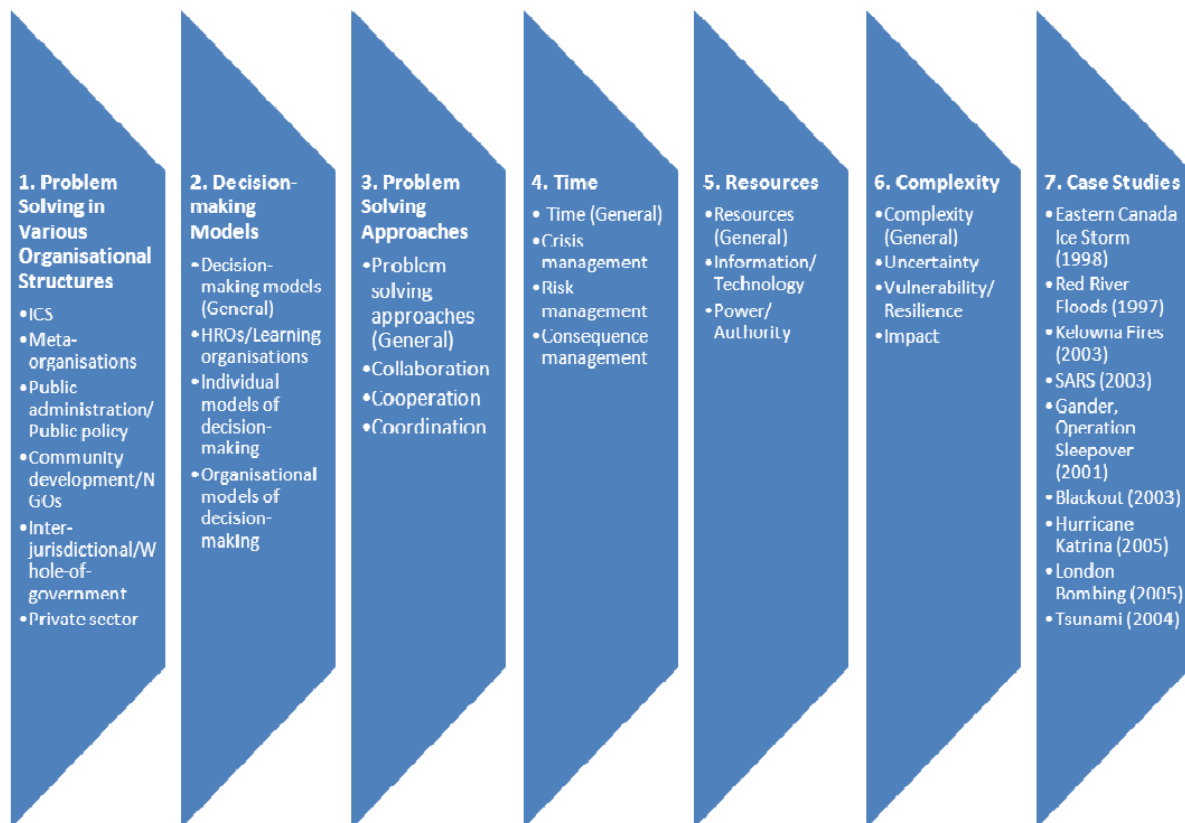 1. Problem
Solving in
Various
Organisational
Structures
•ICS
•Meta-
organisations
•Public
administration/
Public policy
•Community
development/N
GOs
•Inter-
jurisdictional/W
hole-of-
government
•Private sector
2. Decision-
making
Models
•Decision-
making models
(General)
•HROs/Learning
organisations
•Individual
models of
decision-
making
•Organisational
models of
decision-
making
3. Problem
Solving
Approaches
•Problem
solving
approaches
(General)
•Collaboration
•Cooperation
•Coordination
4. Time
• Time (General)
•Crisis
management
•Risk
management
•Consequence
management
5. Resources
•Resources
(General)
•Information/
Technology
•Power/
Authority
6. Complexity
•Complexity
(General)
•Uncertainty
•Vulnerability/
Resilience
•Impact
7. Case Studies
•Eastern Canada
Ice Storm
(1998)
•Red River
Floods (1997)
•Kelowna Fires
(2003)
•SARS (2003)
•Gander,
Operation
Sleepover
(2001)
•Blackout (2003)
•Hurricane
Katrina (2005)
•London
Bombing (2005)
•Tsunami (2004)